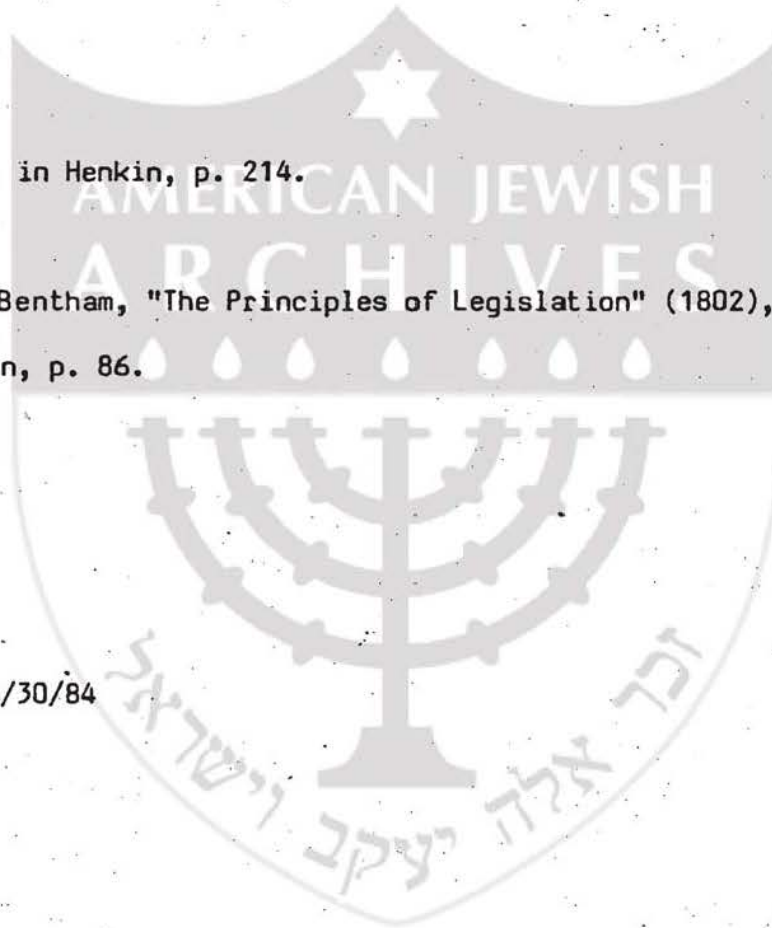 in Henkin, p. 214.
AMERICAN JEWISH
ARCHIVES
Bentham, "The Principles of Legislation" (1802),
n, p. 86.
/30/84
זכר אלה יעקב וישראל